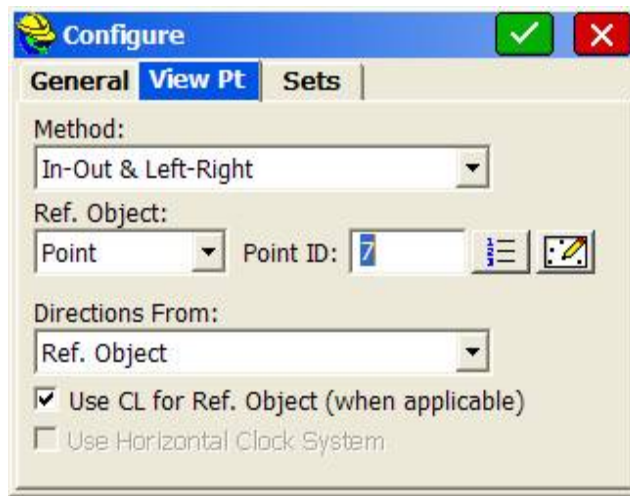 Configure
General View Pt Sets
Method:
In-Out & Left-Right
Ref. Object:
Point Point ID: 7
Directions From:
Ref. Object
Use CL for Ref. Object (when applicable)
Use Horizontal Clock System